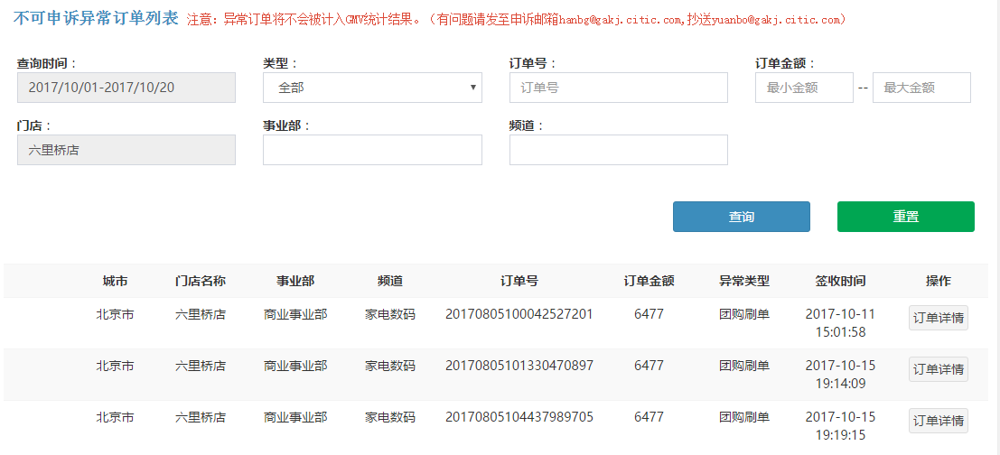 不可申诉异常订单列表 注意：异常订单将不会被计入GMV统计结果。（有问题请发至申诉邮箱hanbg@gakj.citic.com,抄送yuanbo@gakj.citic.com）
查询时间： 类型： 订单号： 订单金额：
2017/10/01-2017/10/20 全部 订单号 最小金额 -- 最大金额
门店： 事业部： 频道：
六里桥店
查询 重置
城市 门店名称 事业部 频道 订单号 订单金额 异常类型 签收时间 操作
北京市 六里桥店 商业事业部 家电数码 20170805100042527201 6477 团购刷单 2017-10-11 订单详情
15:01:58
北京市 六里桥店 商业事业部 家电数码 20170805101330470897 6477 团购刷单 2017-10-15 订单详情
19:14:09
北京市 六里桥店 商业事业部 家电数码 20170805104437989705 6477 团购刷单 2017-10-15 订单详情
19:19:15